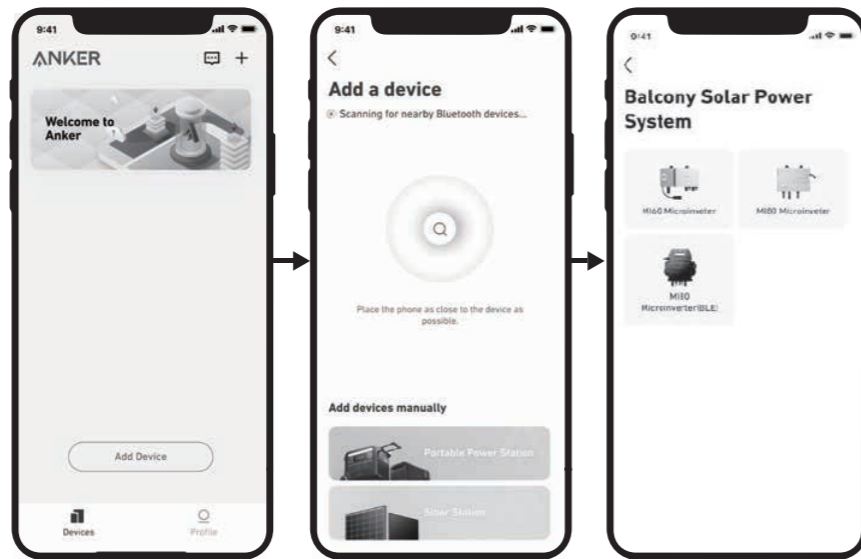 9:41
ANKER
Welcome to
Anker
Add Device
Devices
Profile
9:41
Add a device
Scanning for nearby Bluetooth devices...
Place the phone as close to the device as
possible.
Add devices manually
Portable Power Station
Solar Station
9:41
Balcony Solar Power
System
MI60 Microinveter
MI80 Microinveter
MI80
Microinverter(BLE)